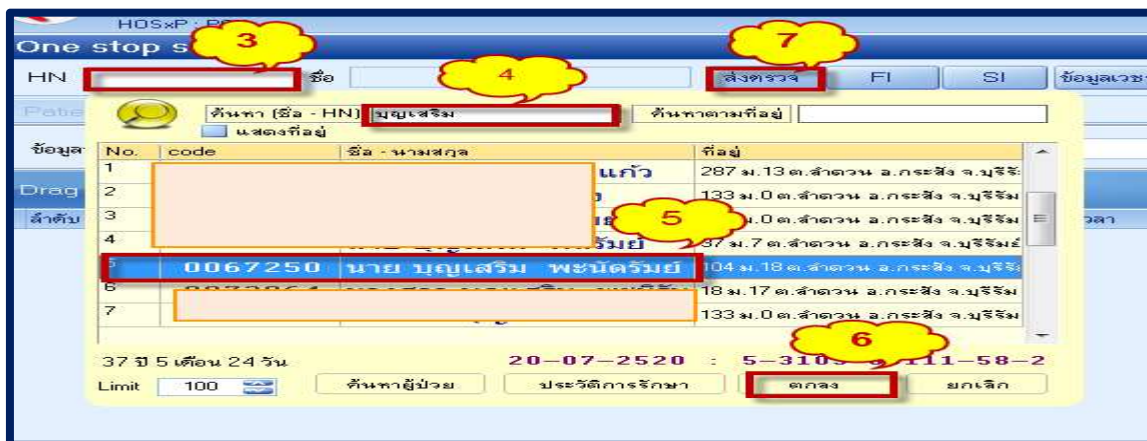 HOSxP : P
One stop s
3
7
HN ชื่อ 4 ส่งตรวจ FI SI ข้อมูลเวช
Patie ค้นหา (ชื่อ - HN) บุญเสริม ค้นหาตามที่อยู่
แสดงที่อยู่
ข้อมูล No. code ชื่อ - นามสกุล ที่อยู่
1 แก้ว 287 ม.13 ต.ลำดวน อ.กระสัง จ.บุรีรั
Drag 2 133 ม.0 ต.ลำดวน อ.กระสัง จ.บุรีรัม
ลำดับ 3 5 ม.0 ต.ลำดวน อ.กระสัง จ.บุรีรัม วลา
4 37 ม.7 ต.ลำดวน อ.กระสัง จ.บุรีรัมย์
5 0067250 นาย บุญเสริม พะนัดรัมย์ 104 ม.18 ต.ลำดวน อ.กระสัง จ.บุรีรั
6 18 ม.17 ต.ลำดวน อ.กระสัง จ.บุรีรัม
7 133 ม.0 ต.ลำดวน อ.กระสัง จ.บุรีรัม
6
37 ปี 5 เดือน 24 วัน 20-07-2520 : 5-3105- 111-58-2
Limit 100 ค้นหาผู้ป่วย ประวัติการรักษา ตกลง ยกเลิก